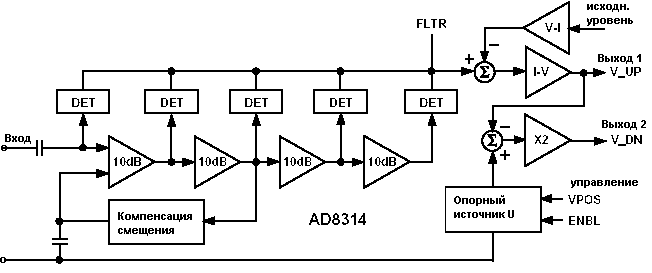 исходн.
уровень
FLTR
V-I
− 
+
Σ
I-V
Выход 1
V_UP
DET
DET
DET
DET
DET
Вход
10dB
10dB
10dB
10dB
−
Σ
+
X2
Выход 2
V_DN
Компенсация
смещения
AD8314
Опорный
источник U
управление
VPOS
ENBL